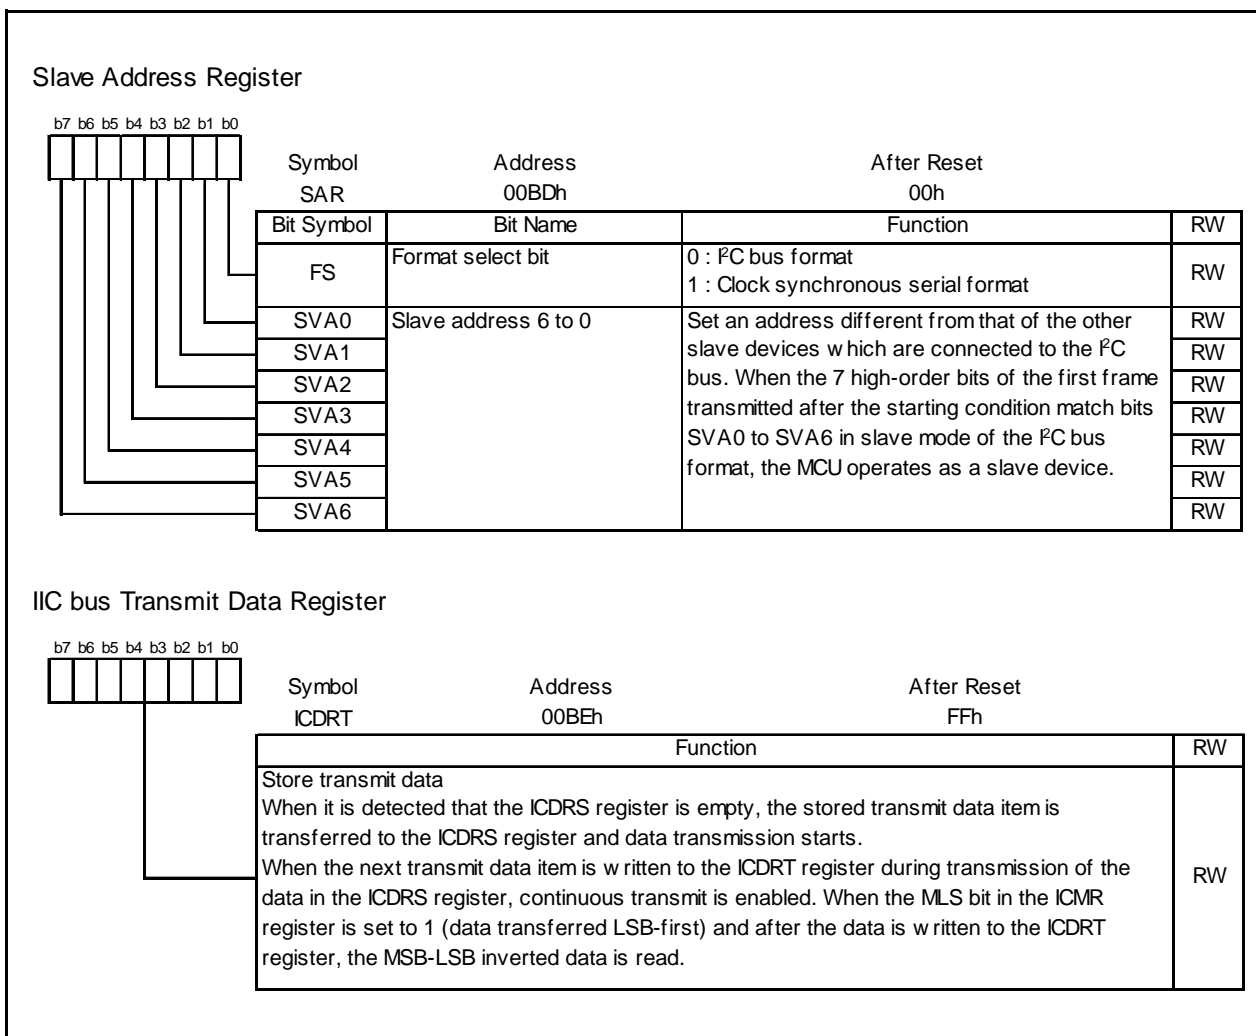 Slave Address Register
b7 b6 b5 b4 b3 b2 b1 b0
Symbol Address After Reset
SAR 00BDh 00h
Bit Symbol Bit Name Function RW
FS Format select bit 0 : I²C bus format
1 : Clock synchronous serial format RW
SVA0 Slave address 6 to 0 Set an address different from that of the other RW
SVA1 slave devices which are connected to the I²C RW
SVA2 bus. When the 7 high-order bits of the first frame RW
SVA3 transmitted after the starting condition match bits RW
SVA4 SVA0 to SVA6 in slave mode of the I²C bus RW
SVA5 format, the MCU operates as a slave device. RW
SVA6 RW
IIC bus Transmit Data Register
b7 b6 b5 b4 b3 b2 b1 b0
Symbol Address After Reset
ICDRT 00BEh FFh
Function RW
Store transmit data
When it is detected that the ICDRS register is empty, the stored transmit data item is
transferred to the ICDRS register and data transmission starts.
When the next transmit data item is written to the ICDRT register during transmission of the RW
data in the ICDRS register, continuous transmit is enabled. When the MLS bit in the ICMR
register is set to 1 (data transferred LSB-first) and after the data is written to the ICDRT
register, the MSB-LSB inverted data is read.